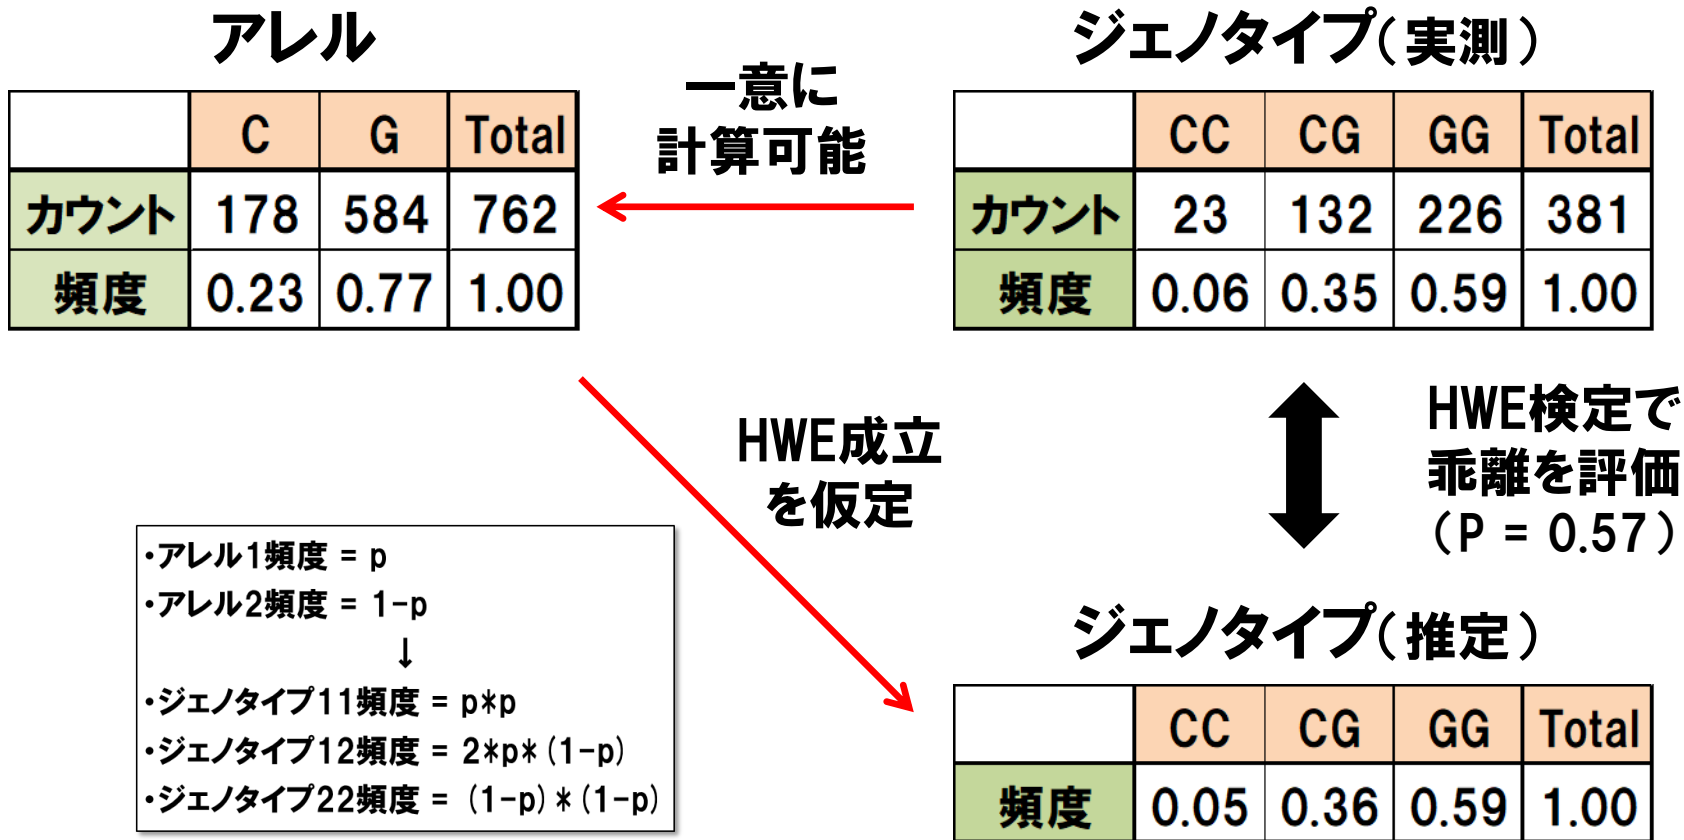 アレル
C G Total
カウント 178 584 762
頻度 0.23 0.77 1.00
一意に
計算可能
ジェノタイプ(実測)
CC CG GG Total
カウント 23 132 226 381
頻度 0.06 0.35 0.59 1.00
HWE成立
を仮定
HWE検定で
乖離を評価
(P = 0.57)
・アレル1頻度 = p
・アレル2頻度 = 1-p
↓
・ジェノタイプ11頻度 = p*p
・ジェノタイプ12頻度 = 2*p*(1-p)
・ジェノタイプ22頻度 = (1-p)*(1-p)
ジェノタイプ(推定)
CC CG GG Total
頻度 0.05 0.36 0.59 1.00